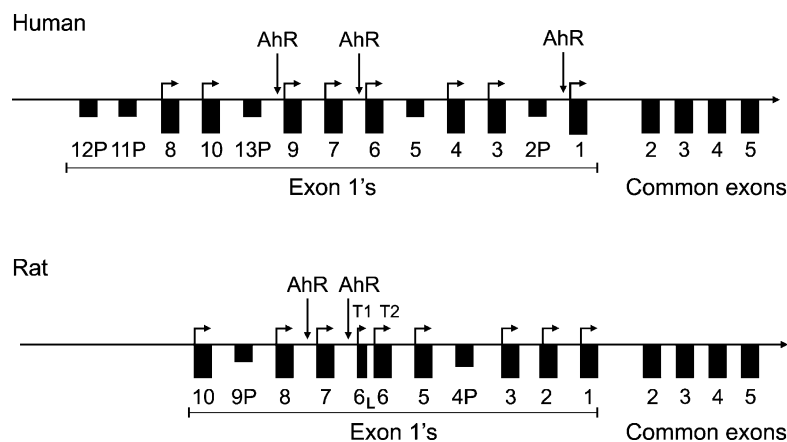 Human
AhR AhR AhR
12P 11P 8 10 13P 9 7 6 5 4 3 2P 1 2 3 4 5
Exon 1's Common exons
Rat
AhR AhR
T1 T2
10 9P 8 7 6L 6 5 4P 3 2 1 2 3 4 5
Exon 1's Common exons